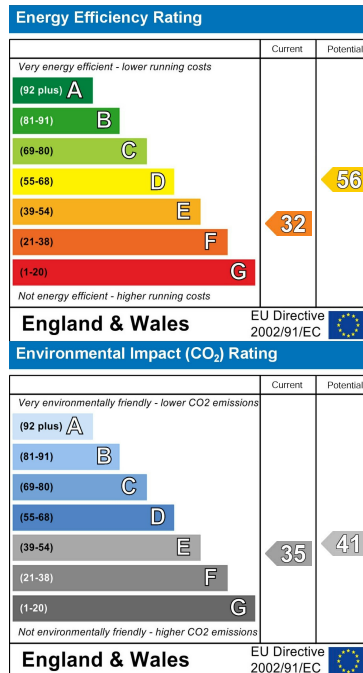 Energy Efficiency Rating
Current Potential
Very energy efficient - lower running costs
(92 plus) A
(81-91) B
(69-80) C
(55-68) D
56
(39-54) E
32
(21-38) F
(1-20) G
Not energy efficient - higher running costs
England & Wales
EU Directive
2002/91/EC
Environmental Impact (CO₂) Rating
Current Potential
Very environmentally friendly - lower CO2 emissions
(92 plus) A
(81-91) B
(69-80) C
(55-68) D
(39-54) E
35
41
(21-38) F
(1-20) G
Not environmentally friendly - higher CO2 emissions
England & Wales
EU Directive
2002/91/EC